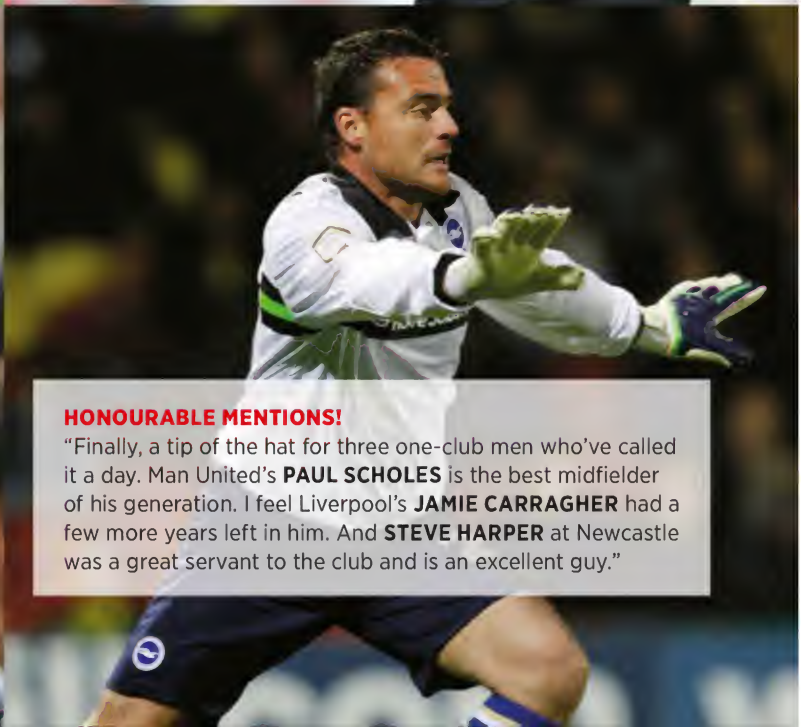 HONOURABLE MENTIONS!
“Finally, a tip of the hat for three one-club men who’ve called
it a day. Man United’s PAUL SCHOLES is the best midfielder
of his generation. I feel Liverpool’s JAMIE CARRAGHER had a
few more years left in him. And STEVE HARPER at Newcastle
was a great servant to the club and is an excellent guy.”